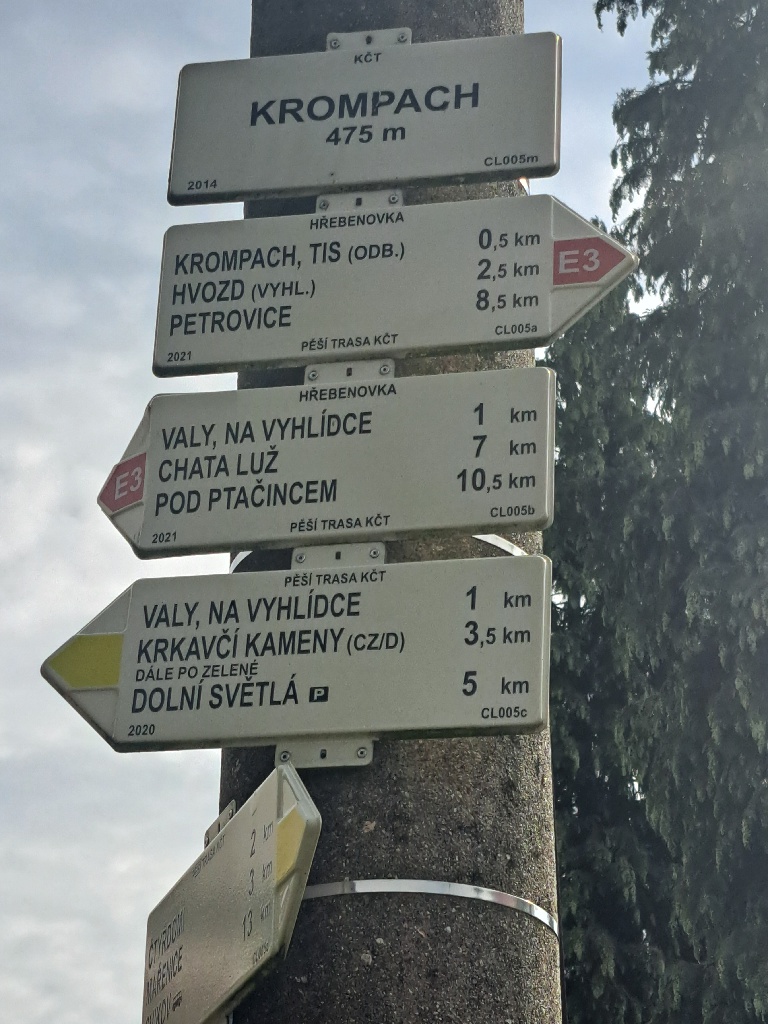 KČT
KROMPACH
475 m
2014 CL005m
HŘEBENOVKA
KROMPACH, TIS (ODB.) 0,5 km
HVOZD (VYHL.) 2,5 km
PETROVICE 8,5 km
E3
2021 PĚŠÍ TRASA KČT CL005a
HŘEBENOVKA
VALY, NA VYHLÍDCE 1 km
CHATA LUŽ 7 km
POD PTAČINCEM 10,5 km
E3
2021 PĚŠÍ TRASA KČT CL005b
PĚŠÍ TRASA KČT
VALY, NA VYHLÍDCE 1 km
KRKAVČÍ KAMENY (CZ/D) 3,5 km
DÁLE PO ZELENÉ
DOLNÍ SVĚTLÁ P 5 km
2020 CL005c
PĚŠÍ TRASA KČT
2 km
MAŘENICE 3 km
13 km